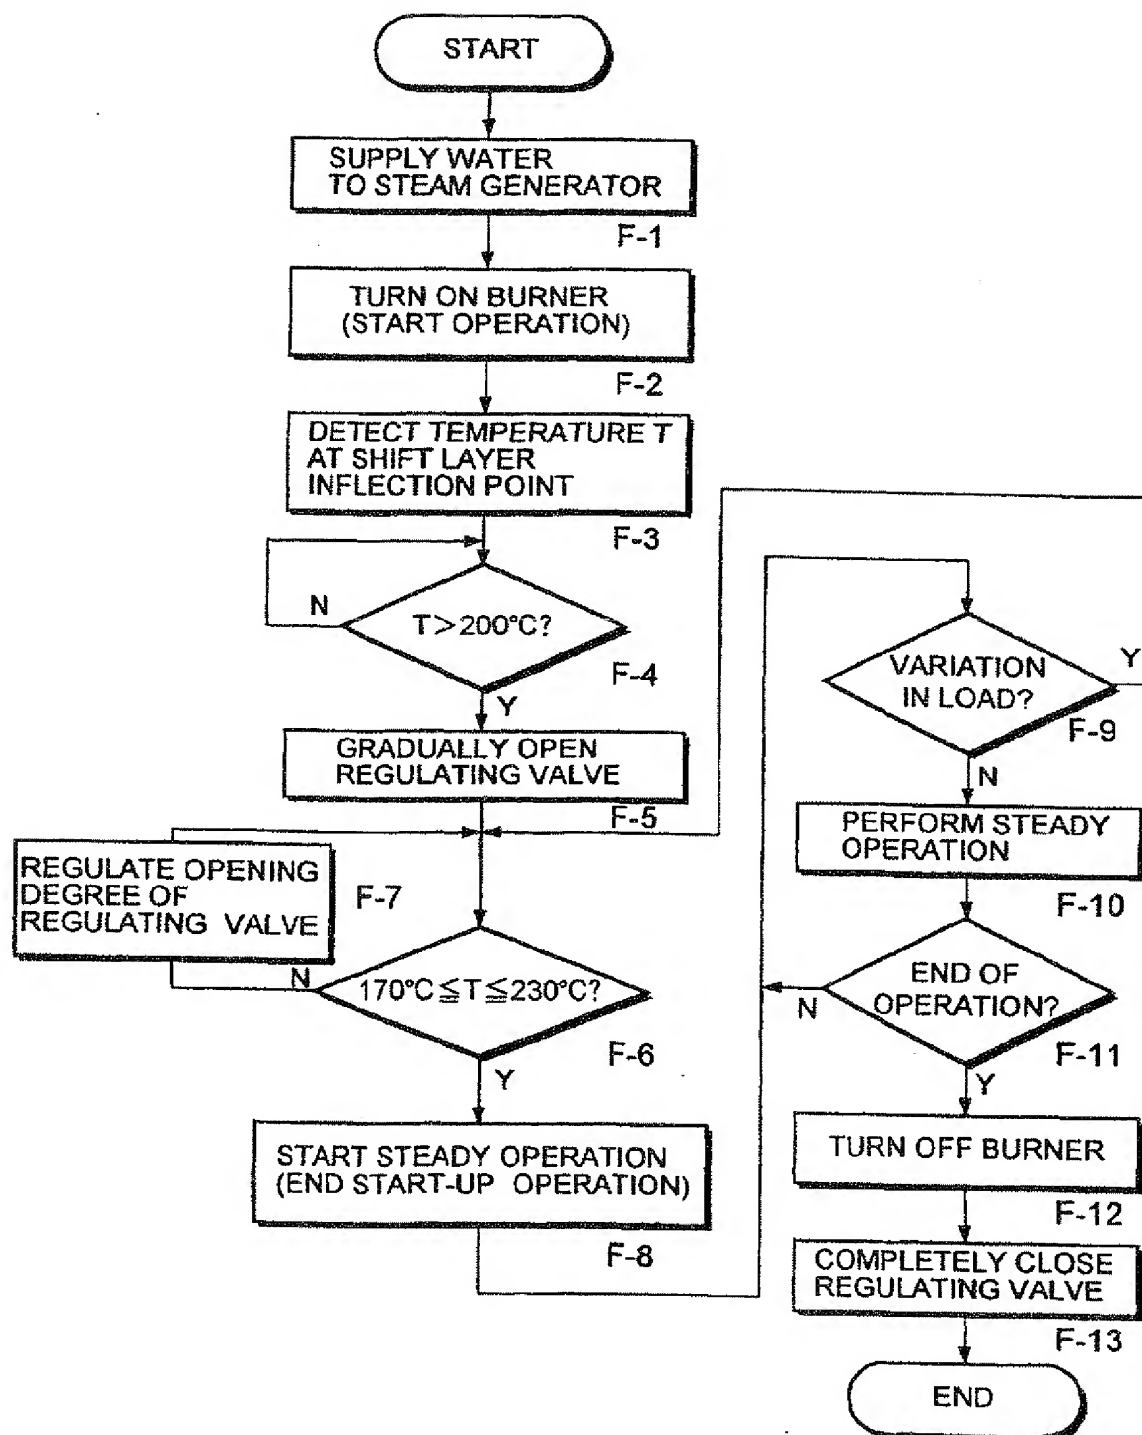 START
SUPPLY WATER
TO STEAM GENERATOR
F-1
TURN ON BURNER
(START OPERATION)
F-2
DETECT TEMPERATURE T
AT SHIFT LAYER
INFLECTION POINT
F-3
N
T>200°C?
F-4
Y
GRADUALLY OPEN
REGULATING VALVE
F-5
REGULATE OPENING
DEGREE OF
REGULATING VALVE
F-7
N
170°C≦T≦230°C?
F-6
Y
START STEADY OPERATION
(END START-UP OPERATION)
F-8
VARIATION
IN LOAD?
Y
F-9
N
PERFORM STEADY
OPERATION
F-10
END OF
OPERATION?
N
F-11
Y
TURN OFF BURNER
F-12
COMPLETELY CLOSE
REGULATING VALVE
F-13
END